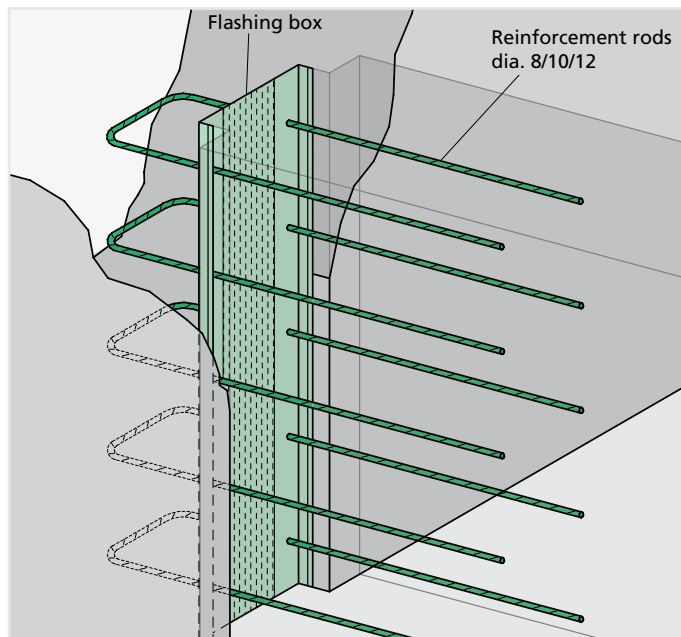 Flashing box
Reinforcement rods
dia. 8/10/12